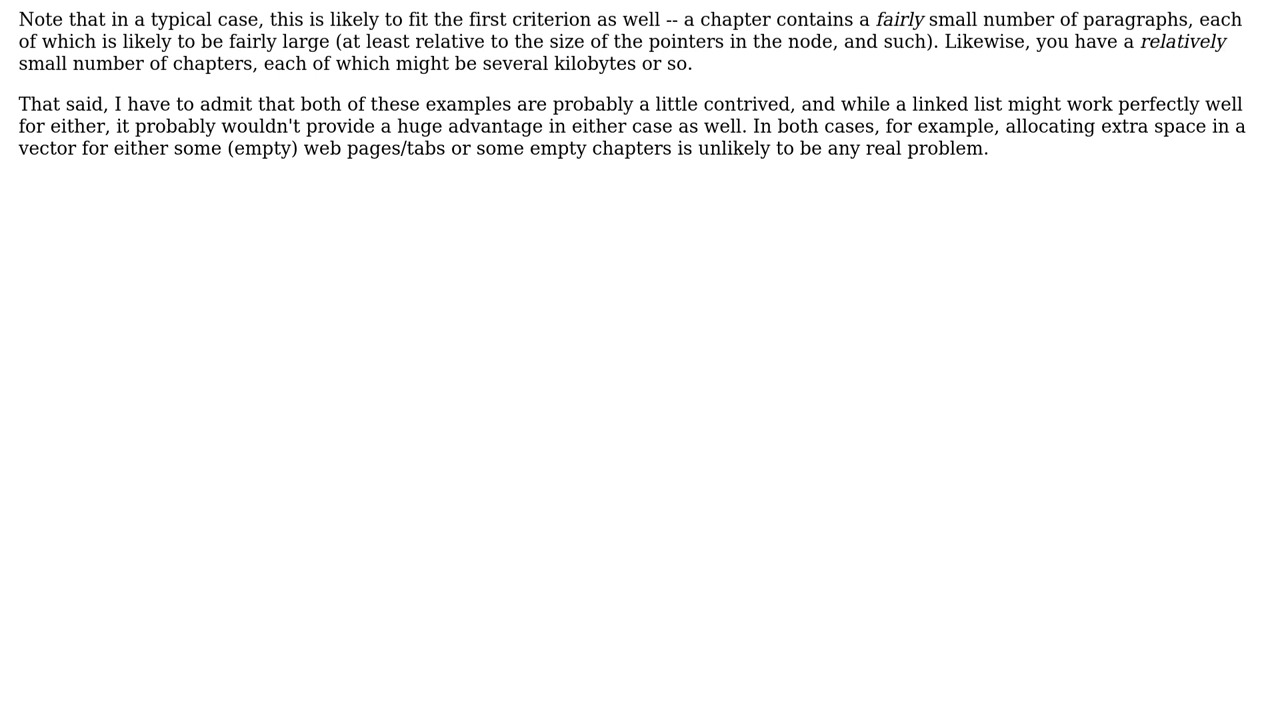 Note that in a typical case, this is likely to fit the first criterion as well -- a chapter contains a fairly small number of paragraphs, each
of which is likely to be fairly large (at least relative to the size of the pointers in the node, and such). Likewise, you have a relatively
small number of chapters, each of which might be several kilobytes or so.
That said, I have to admit that both of these examples are probably a little contrived, and while a linked list might work perfectly well
for either, it probably wouldn't provide a huge advantage in either case as well. In both cases, for example, allocating extra space in a
vector for either some (empty) web pages/tabs or some empty chapters is unlikely to be any real problem.